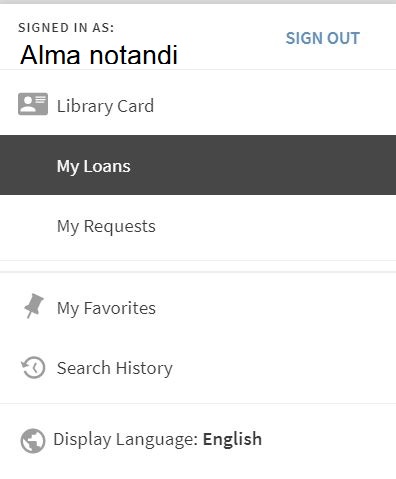 SIGNED IN AS:
Alma notandi
SIGN OUT
Library Card
My Loans
My Requests
My Favorites
Search History
Display Language: English